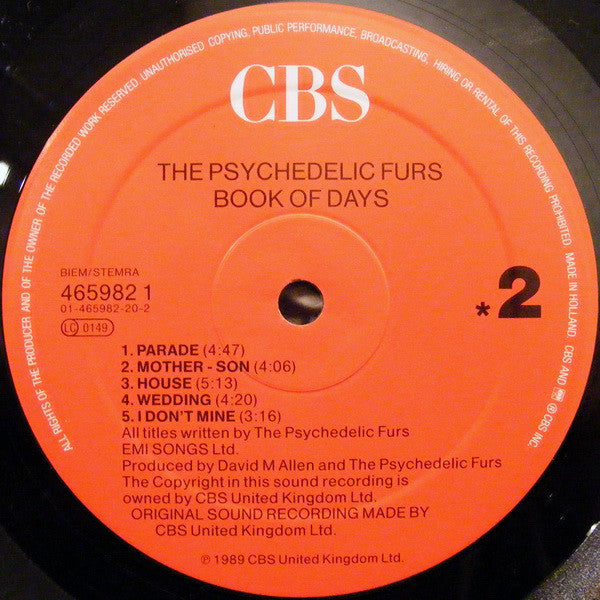 ALL RIGHTS OF THE PRODUCER AND OF THE OWNER OF THE RECORDED WORK RESERVED. UNAUTHORISED COPYING, PUBLIC PERFORMANCE, BROADCASTING, HIRING OR RENTAL OF THIS RECORDING PROHIBITED. MADE IN HOLLAND. CBS AND ℗ CBS INC.
CBS
THE PSYCHEDELIC FURS
BOOK OF DAYS
BIEM/STEMRA
465982 1
01-465982-20-2
LC 0149
*2
1. PARADE (4:47)
2. MOTHER - SON (4:06)
3. HOUSE (5:13)
4. WEDDING (4:20)
5. I DON'T MINE (3:16)
All titles written by The Psychedelic Furs
EMI SONGS Ltd.
Produced by David M Allen and The Psychedelic Furs
The Copyright in this sound recording is
owned by CBS United Kingdom Ltd.
ORIGINAL SOUND RECORDING MADE BY
CBS United Kingdom Ltd.
℗ 1989 CBS United Kingdom Ltd.